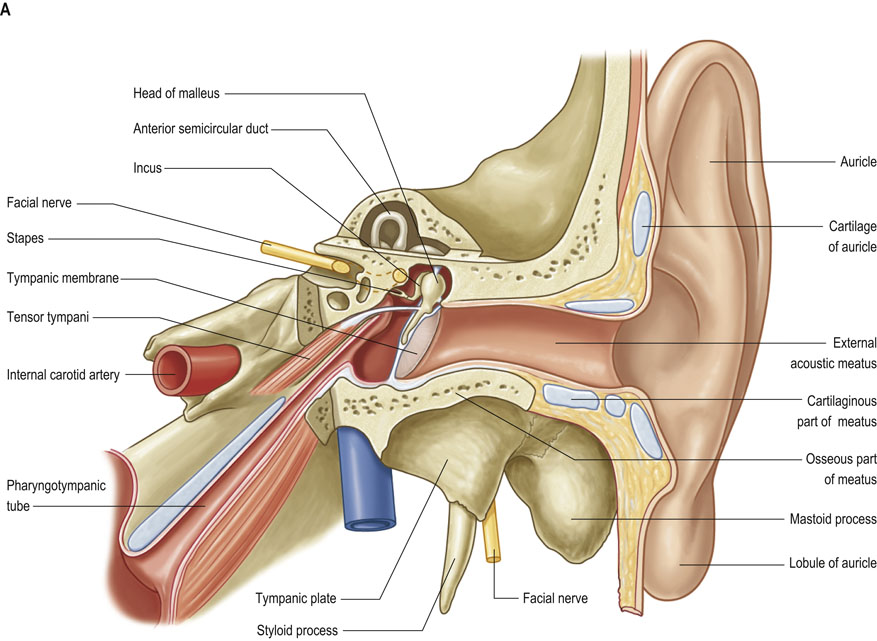 A
Head of malleus
Anterior semicircular duct
Incus
Facial nerve
Stapes
Tympanic membrane
Tensor tympani
Internal carotid artery
Pharyngotympanic
tube
Tympanic plate
Styloid process
Facial nerve
Auricle
Cartilage
of auricle
External
acoustic meatus
Cartilaginous
part of meatus
Osseous part
of meatus
Mastoid process
Lobule of auricle